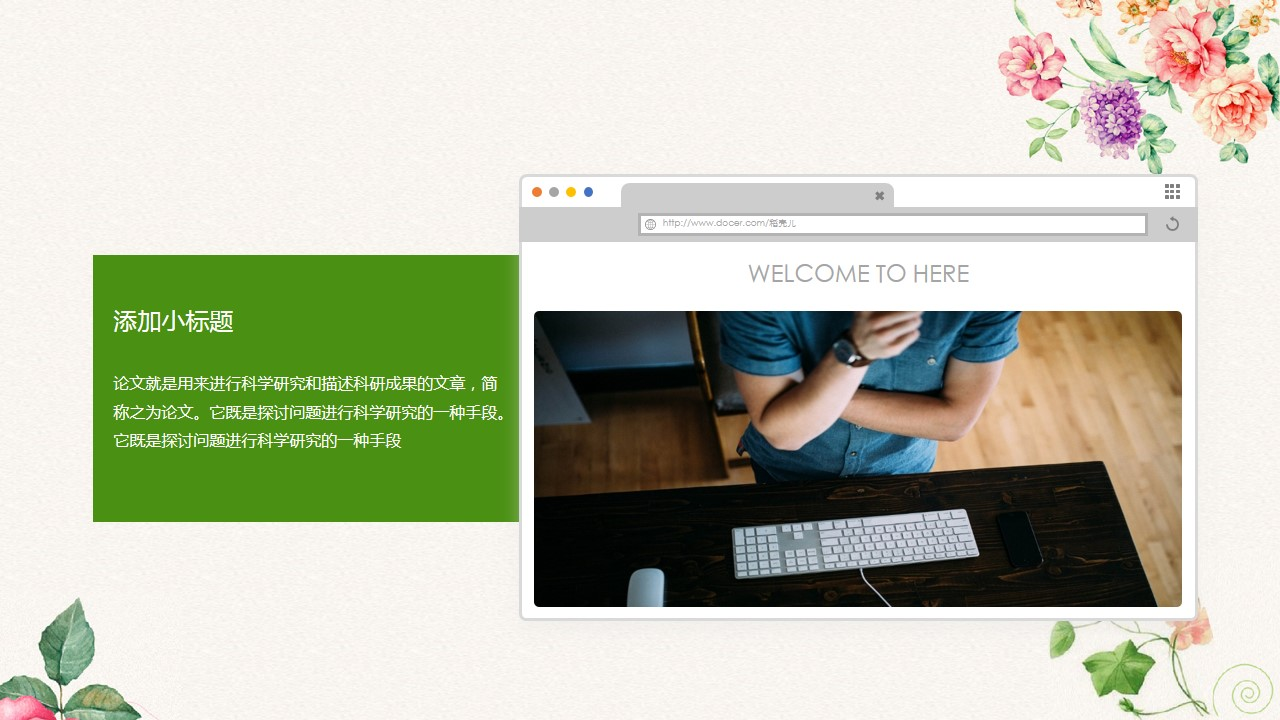 http://www.docer.com/稻壳儿
WELCOME TO HERE
添加小标题
论文就是用来进行科学研究和描述科研成果的文章，简
称之为论文。它既是探讨问题进行科学研究的一种手段。
它既是探讨问题进行科学研究的一种手段